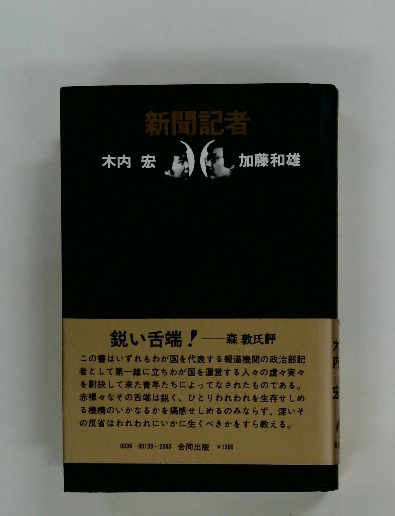 新聞記者
木内 宏
加藤和雄
鋭い舌端!——森敦氏評
この書はいずれもわが国を代表する報道機関の政治部記
者として第一線に立ちわが国を運営する人々の虚々実々
を剔抉して来た青年たちによってなされたものである。
赤裸々なその舌端は鋭く、ひとりわれわれを生存せしめ
る機構のいかなるかを痛感せしめるのみならず、深いそ
の反省はわれわれにいかに生くべきかをすら教える。
0036-00139-2363 合同出版 ¥1300
木内 宏